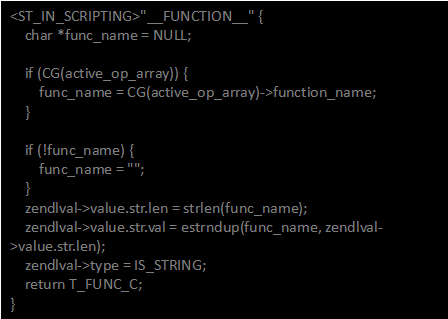 <ST_IN_SCRIPTING>"__FUNCTION__" {
    char *func_name = NULL;

    if (CG(active_op_array)) {
        func_name = CG(active_op_array)->function_name;
    }

    if (!func_name) {
        func_name = "";
    }
    zendlval->value.str.len = strlen(func_name);
    zendlval->value.str.val = estrndup(func_name, zendlval-
>value.str.len);
    zendlval->type = IS_STRING;
    return T_FUNC_C;
}